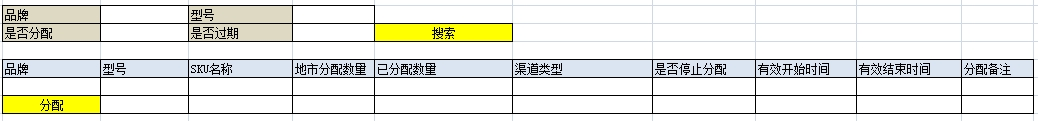 品牌 型号
是否分配 是否过期 搜索
品牌 型号 SKU名称 地市分配数量 已分配数量 渠道类型 是否停止分配 有效开始时间 有效结束时间 分配备注
分配